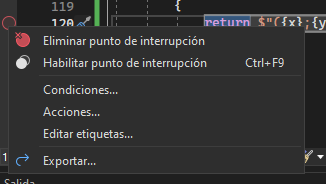 119
{
120
return $"({x};{y
Eliminar punto de interrupción
Habilitar punto de interrupción Ctrl+F9
Condiciones...
Acciones...
Editar etiquetas...
Exportar...
Salida